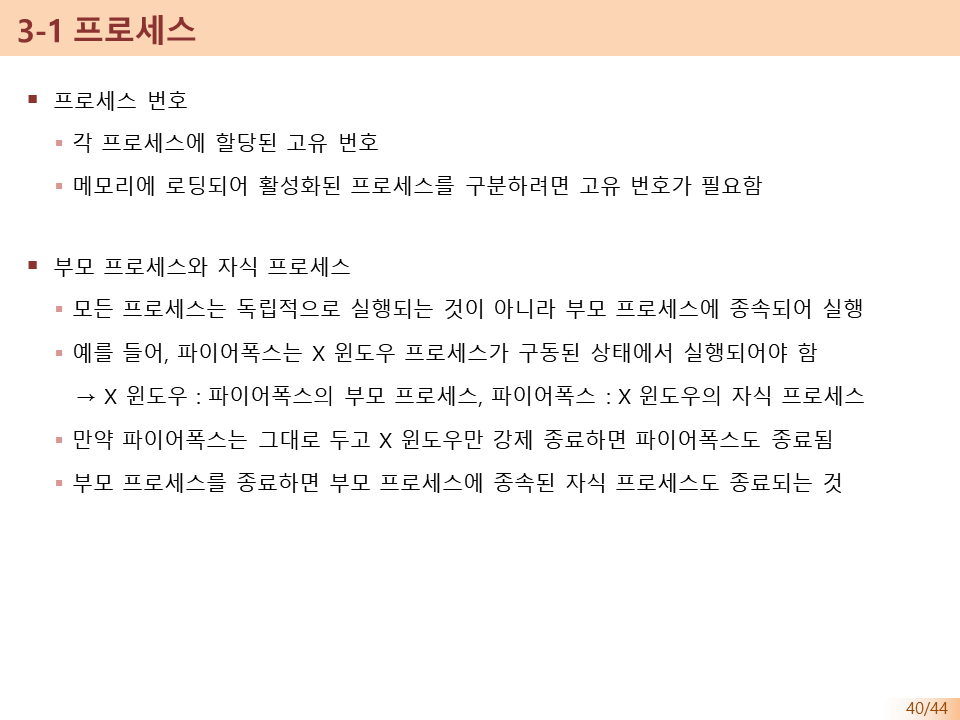 3-1 프로세스
▪ 프로세스 번호
▪ 각 프로세스에 할당된 고유 번호
▪ 메모리에 로딩되어 활성화된 프로세스를 구분하려면 고유 번호가 필요함
▪ 부모 프로세스와 자식 프로세스
▪ 모든 프로세스는 독립적으로 실행되는 것이 아니라 부모 프로세스에 종속되어 실행
▪ 예를 들어, 파이어폭스는 X 윈도우 프로세스가 구동된 상태에서 실행되어야 함
→ X 윈도우 : 파이어폭스의 부모 프로세스, 파이어폭스 : X 윈도우의 자식 프로세스
▪ 만약 파이어폭스는 그대로 두고 X 윈도우만 강제 종료하면 파이어폭스도 종료됨
▪ 부모 프로세스를 종료하면 부모 프로세스에 종속된 자식 프로세스도 종료되는 것
40/44